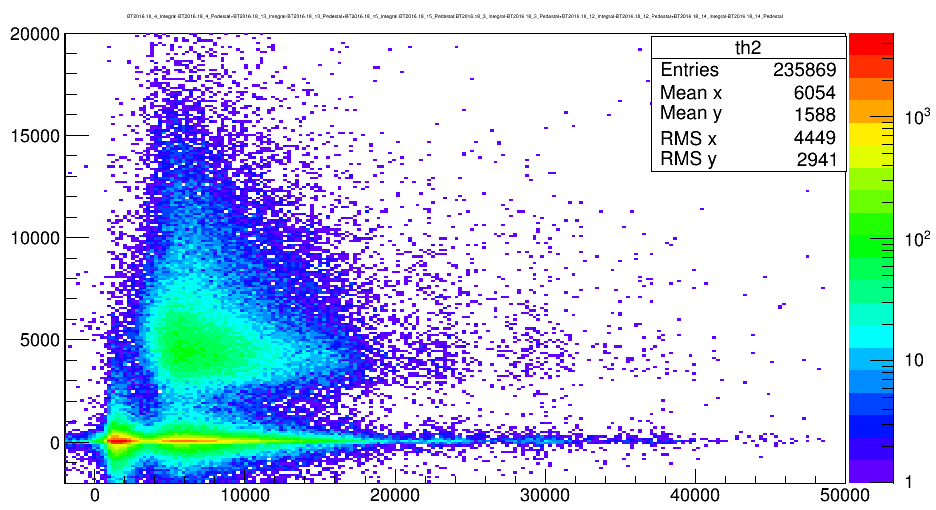 BT2016.18_4_Integral-BT2016.18_4_Pedestal+BT2016.18_13_Integral-BT2016.18_13_Pedestal+BT2016.18_15_Integral-BT2016.18_15_Pedestal:BT2016.18_3_Integral-BT2016.18_3_Pedestal+BT2016.18_12_Integral-BT2016.18_12_Pedestal+BT2016.18_14_Integral-BT2016.18_14_Pedestal
20000
th2
Entries 235869
Mean x 6054
Mean y 1588
RMS x 4449
RMS y 2941
15000
10000
5000
0
0 10000 20000 30000 40000 50000
10³
10²
10
1